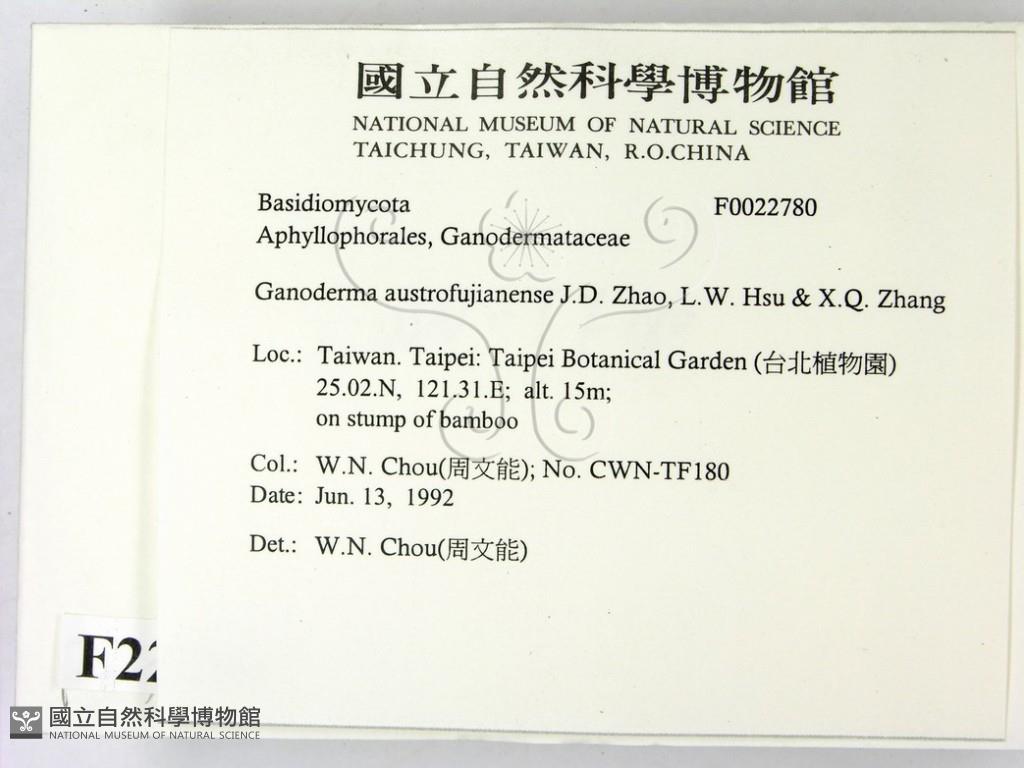 國立自然科學博物館
NATIONAL MUSEUM OF NATURAL SCIENCE
TAICHUNG, TAIWAN, R.O.CHINA
Basidiomycota F0022780
Aphyllophorales, Ganodermataceae
Ganoderma austrofujianense J.D. Zhao, L.W. Hsu & X.Q. Zhang
Loc.: Taiwan. Taipei: Taipei Botanical Garden (台北植物園)
25.02.N, 121.31.E; alt. 15m;
on stump of bamboo
Col.: W.N. Chou(周文能); No. CWN-TF180
Date: Jun. 13, 1992
Det.: W.N. Chou(周文能)
F22
國立自然科學博物館
NATIONAL MUSEUM OF NATURAL SCIENCE